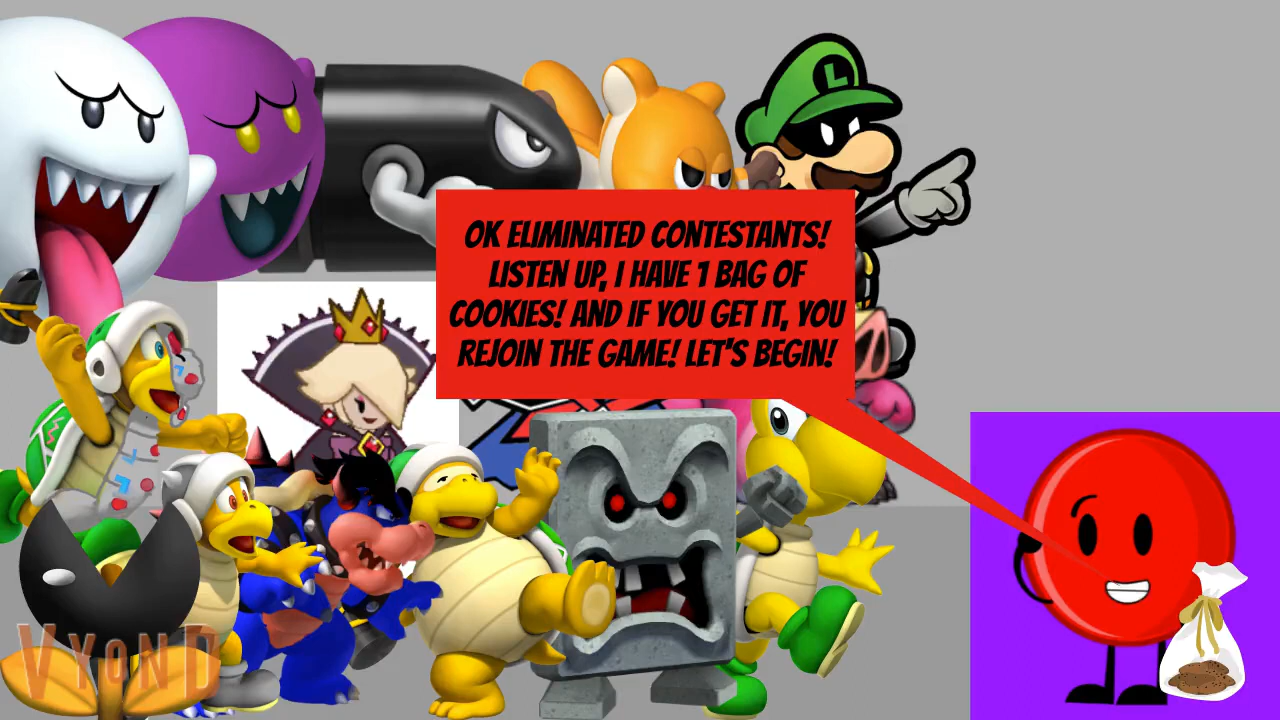 OK ELIMINATED CONTESTANTS!
LISTEN UP, I HAVE 1 BAG OF
COOKIES! AND IF YOU GET IT, YOU
REJOIN THE GAME! LET'S BEGIN!
L
VYOND